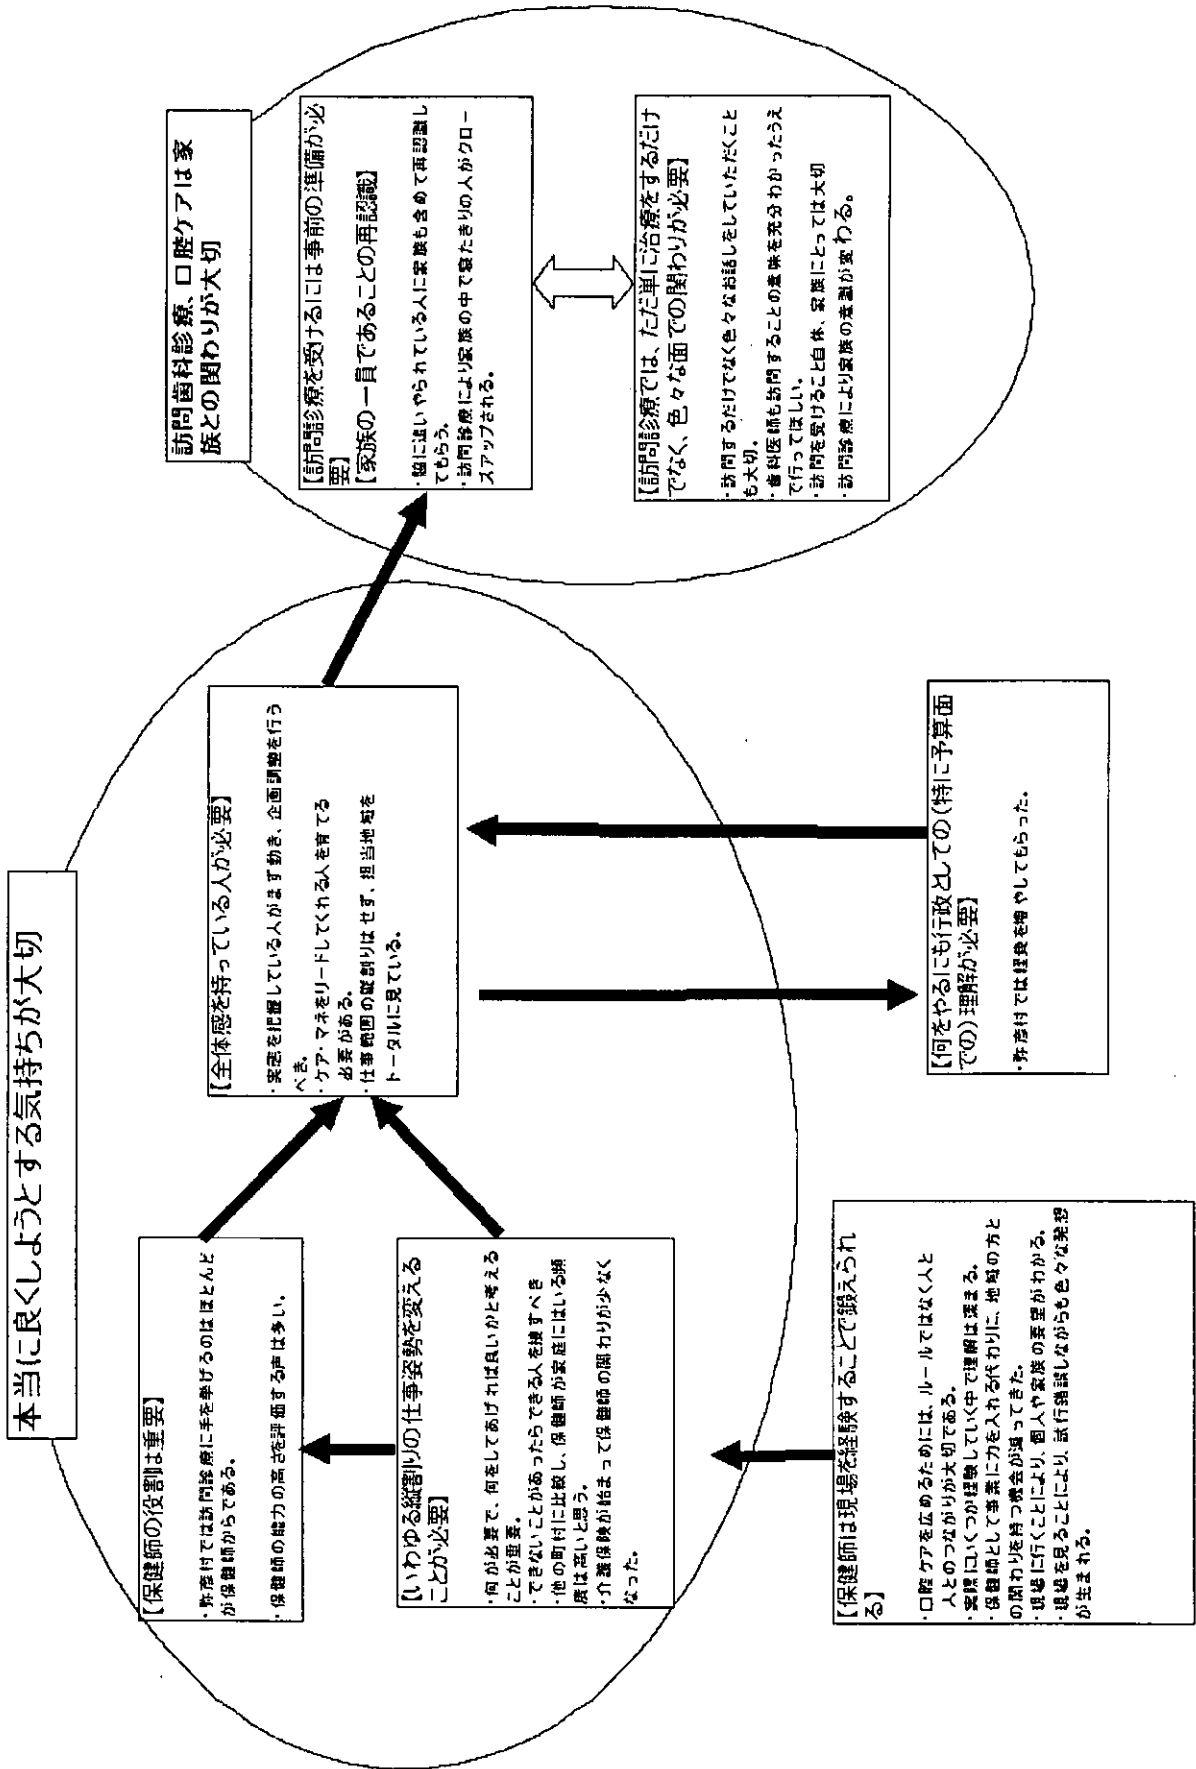 本当に良くしようとする気持ちが大切
【保健師の役割は重要】
・弥彦村では訪問診療に手を挙げるのはほとんど
が保健師からである。
・保健師の能力の高さを評価する声は多い。
【いわゆる縦割りの仕事姿勢を変える
ことが必要】
・何が必要で、何をしてあげれば良いかと考える
ことが重要。
・できないことがあったらできる人を捜すべき
・他の町村に比較し、保健師が家庭にはいる頻
度は高いと思う。
・介護保険が始まって保健師の関わりが少なく
なった。
【保健師は現場を経験することで鍛えられ
る】
・口腔ケアを広めるためには、ルールではなく人と
人とのつながりが大切である。
・実際にいくつか経験していく中で理解は深まる。
・保健師として事業に力を入れる代わりに、地域の方と
の関わりを持つ機会が減ってきた。
・現場に行くことにより、個人や家族の要望がわかる。
・現場を見ることにより、試行錯誤しながらも色々な発想
が生まれる。
【全体感を持っている人が必要】
・実態を把握している人がまず動き、企画調整を行う
べき。
・ケア・マネをリードしてくれる人を育てる
必要がある。
・仕事範囲の縦割りはせず、担当地域を
トータルに見ている。
【何をやるにも行政としての(特に予算面
での)理解が必要】
・弥彦村では経費を増やしてもらった。
訪問歯科診療、口腔ケアは家
族との関わりが大切
【訪問診療を受けるには事前の準備が必
要】
【家族の一員であることの再認識】
・脇に追いやられている人に家族も含めて再認識し
てもらう。
・訪問診療により家族の中で寝たきりの人がクロー
ズアップされる。
【訪問診療では、ただ単に治療をするだけ
でなく、色々な面での関わりが必要】
・訪問するだけでなく色々なお話しをしていただくこと
も大切。
・歯科医師も訪問することの意味を充分わかったうえ
で行ってほしい。
・訪問を受けること自体、家族にとっては大切
・訪問診療により家族の意識が変わる。